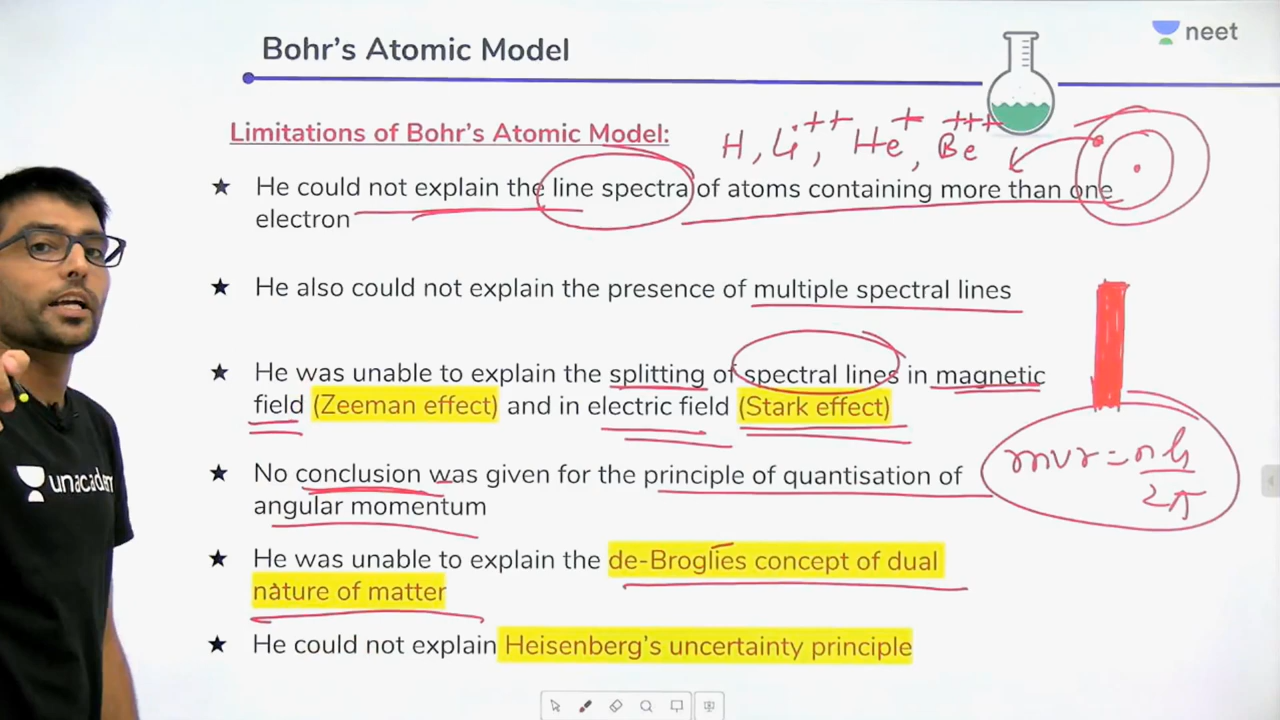 Bohr's Atomic Model
neet
Limitations of Bohr's Atomic Model:
H, Li++, He+, Be+++
★ He could not explain the line spectra of atoms containing more than one
electron
★ He also could not explain the presence of multiple spectral lines
★ He was unable to explain the splitting of spectral lines in magnetic
field (Zeeman effect) and in electric field (Stark effect)
mvr = nh/2π
★ No conclusion was given for the principle of quantisation of
angular momentum
unacadem
★ He was unable to explain the de-Broglies concept of dual
nature of matter
★ He could not explain Heisenberg's uncertainty principle